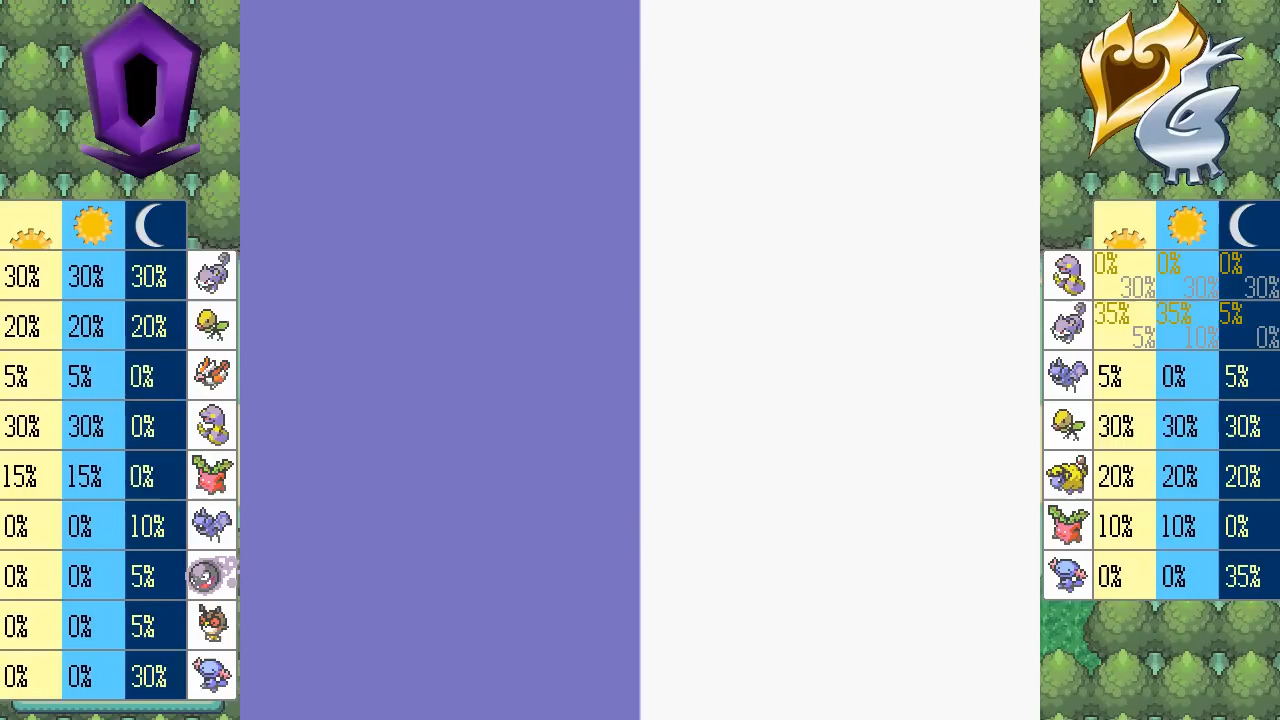 30% 30% 30%
20% 20% 20%
5% 5% 0%
30% 30% 0%
15% 15% 0%
0% 0% 10%
0% 0% 5%
0% 0% 5%
0% 0% 30%
0% 0% 0%
30% 30% 30%
35% 35% 5%
5% 10% 0%
5% 0% 5%
30% 30% 30%
20% 20% 20%
10% 10% 0%
0% 0% 35%